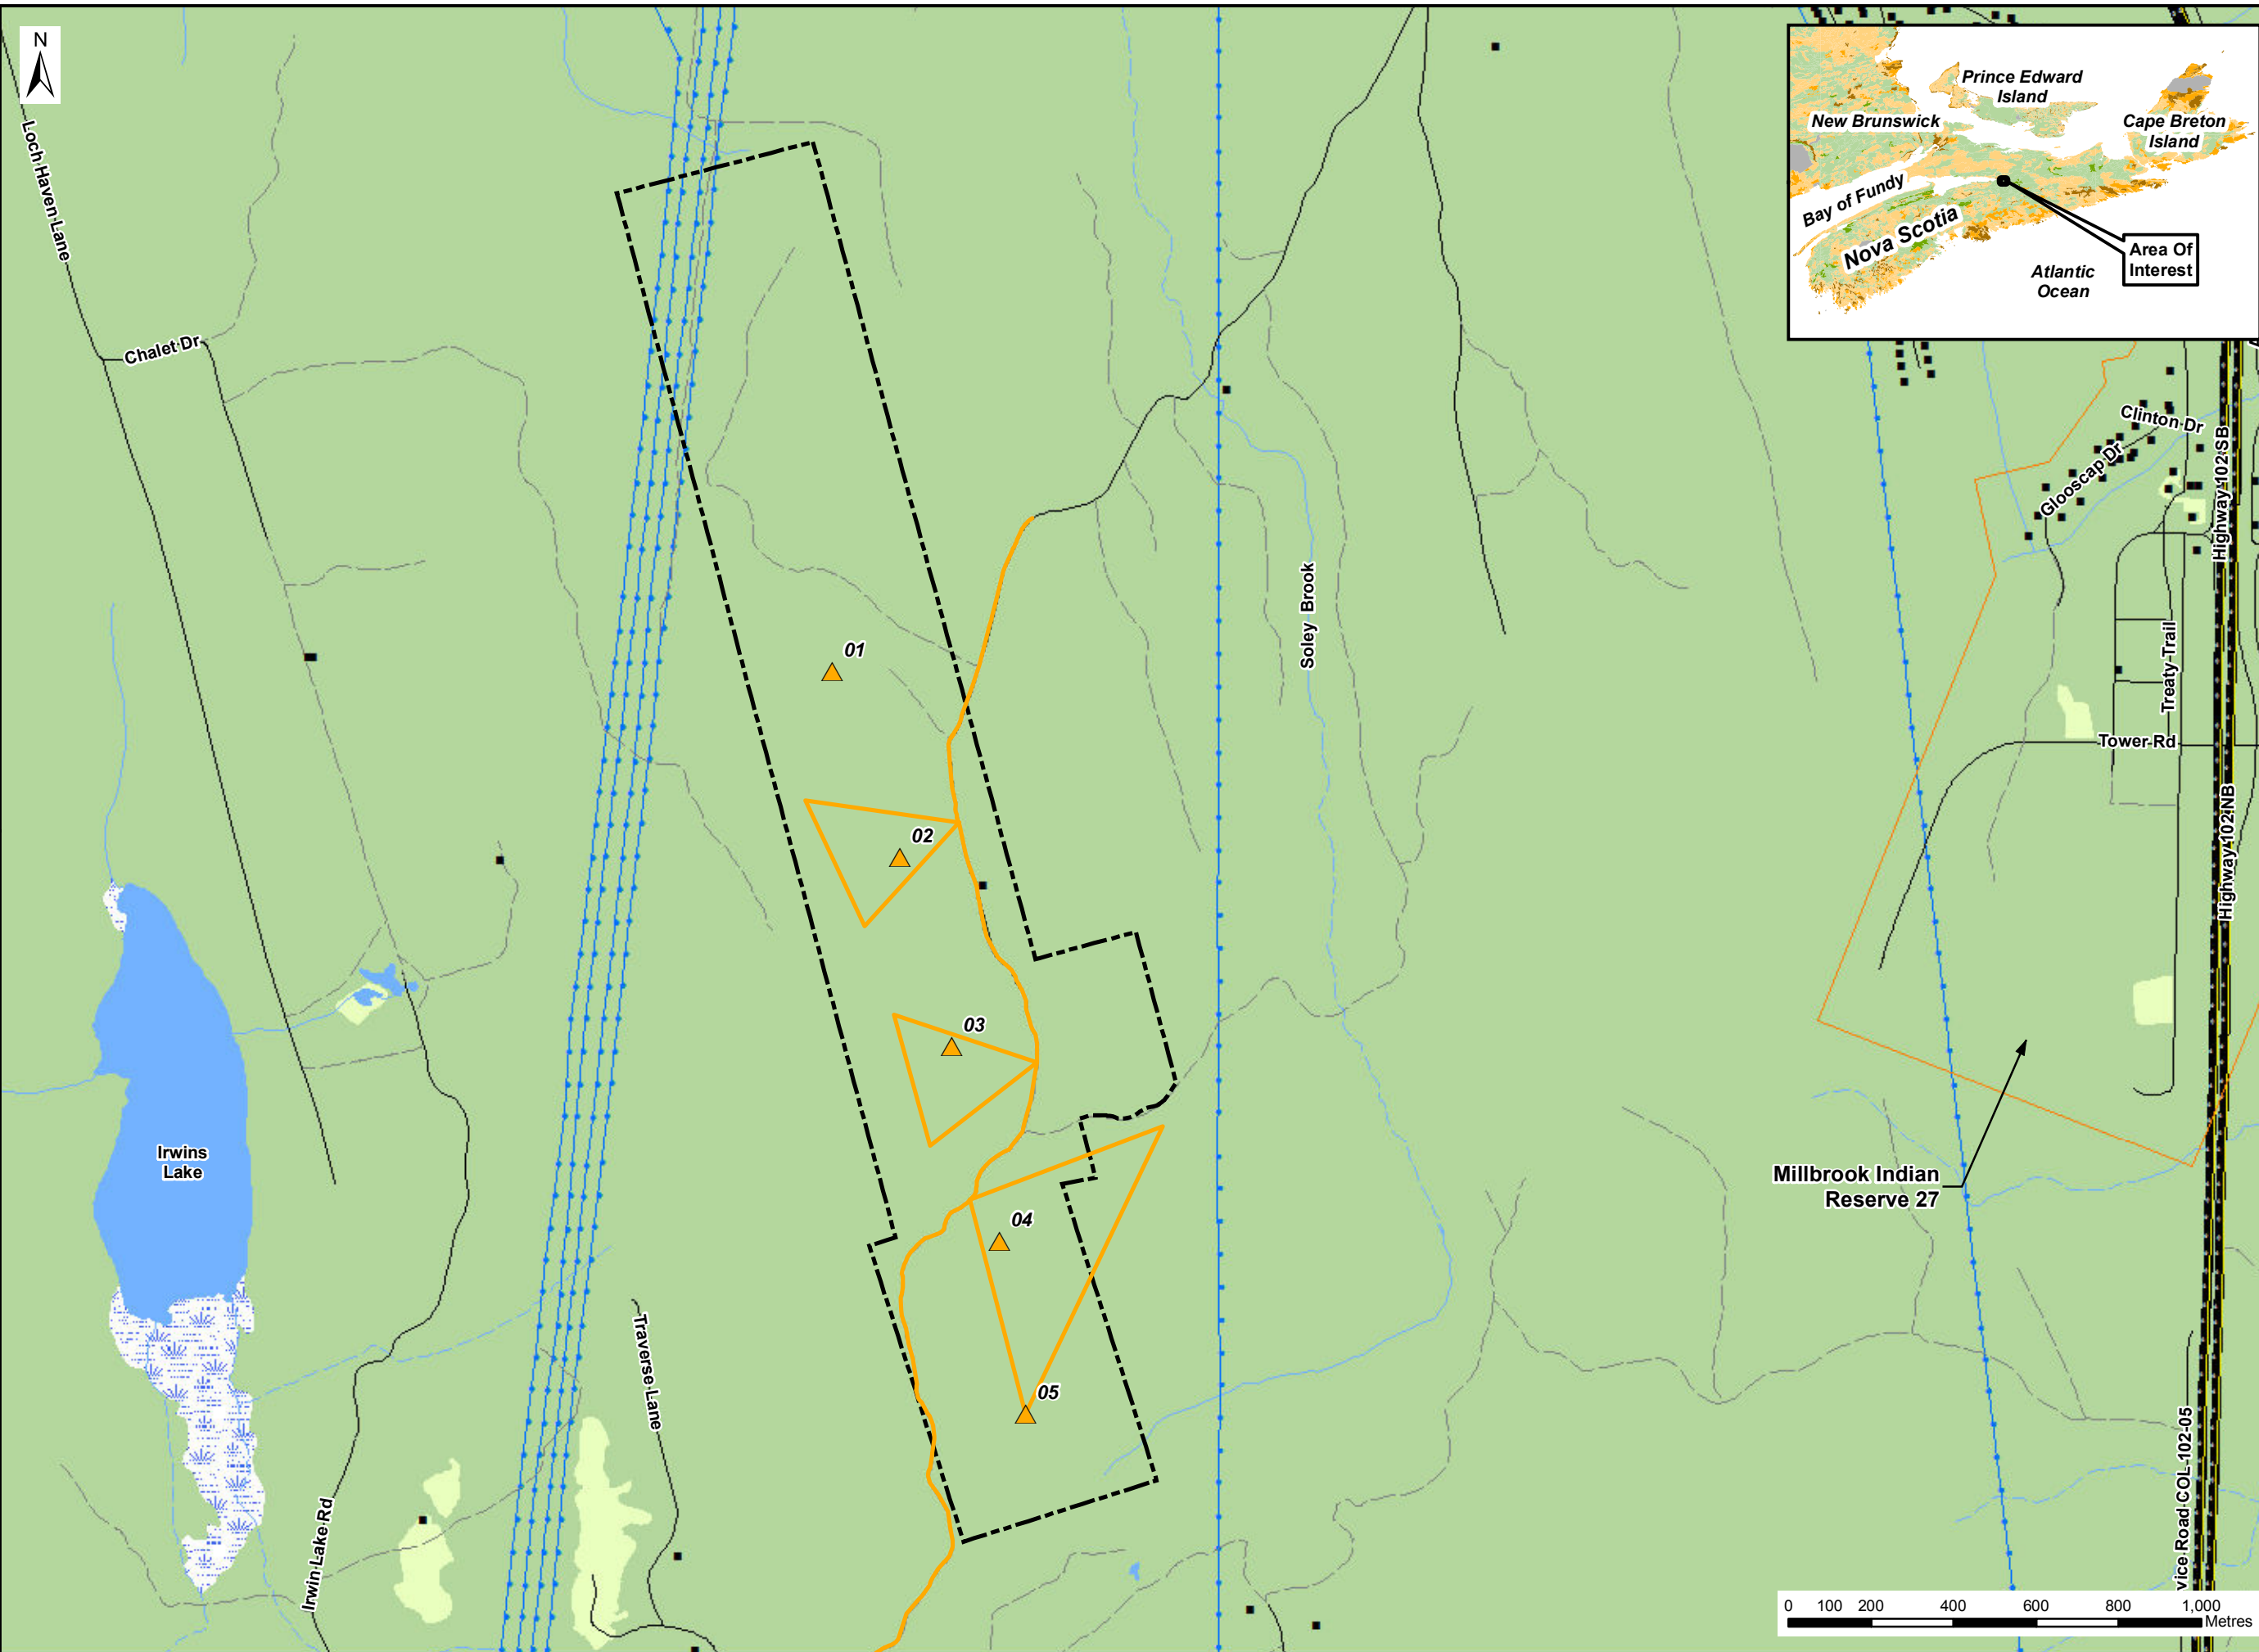 N
Prince Edward
Island
New Brunswick
Cape Breton
Island
Bay of Fundy
Nova Scotia
Area Of
Interest
Atlantic
Ocean
Loch Haven Lane
Chalet Dr
Clinton Dr
Glooscap Dr
Highway 102 SB
Soley Brook
Treaty Trail
01
Tower Rd
Highway 102 NB
02
03
Irwins
Lake
Millbrook Indian
Reserve 27
04
Traverse Lane
05
Irwin Lake Rd
vice Road COL-102-05
0 100 200 400 600 800 1,000
Metres